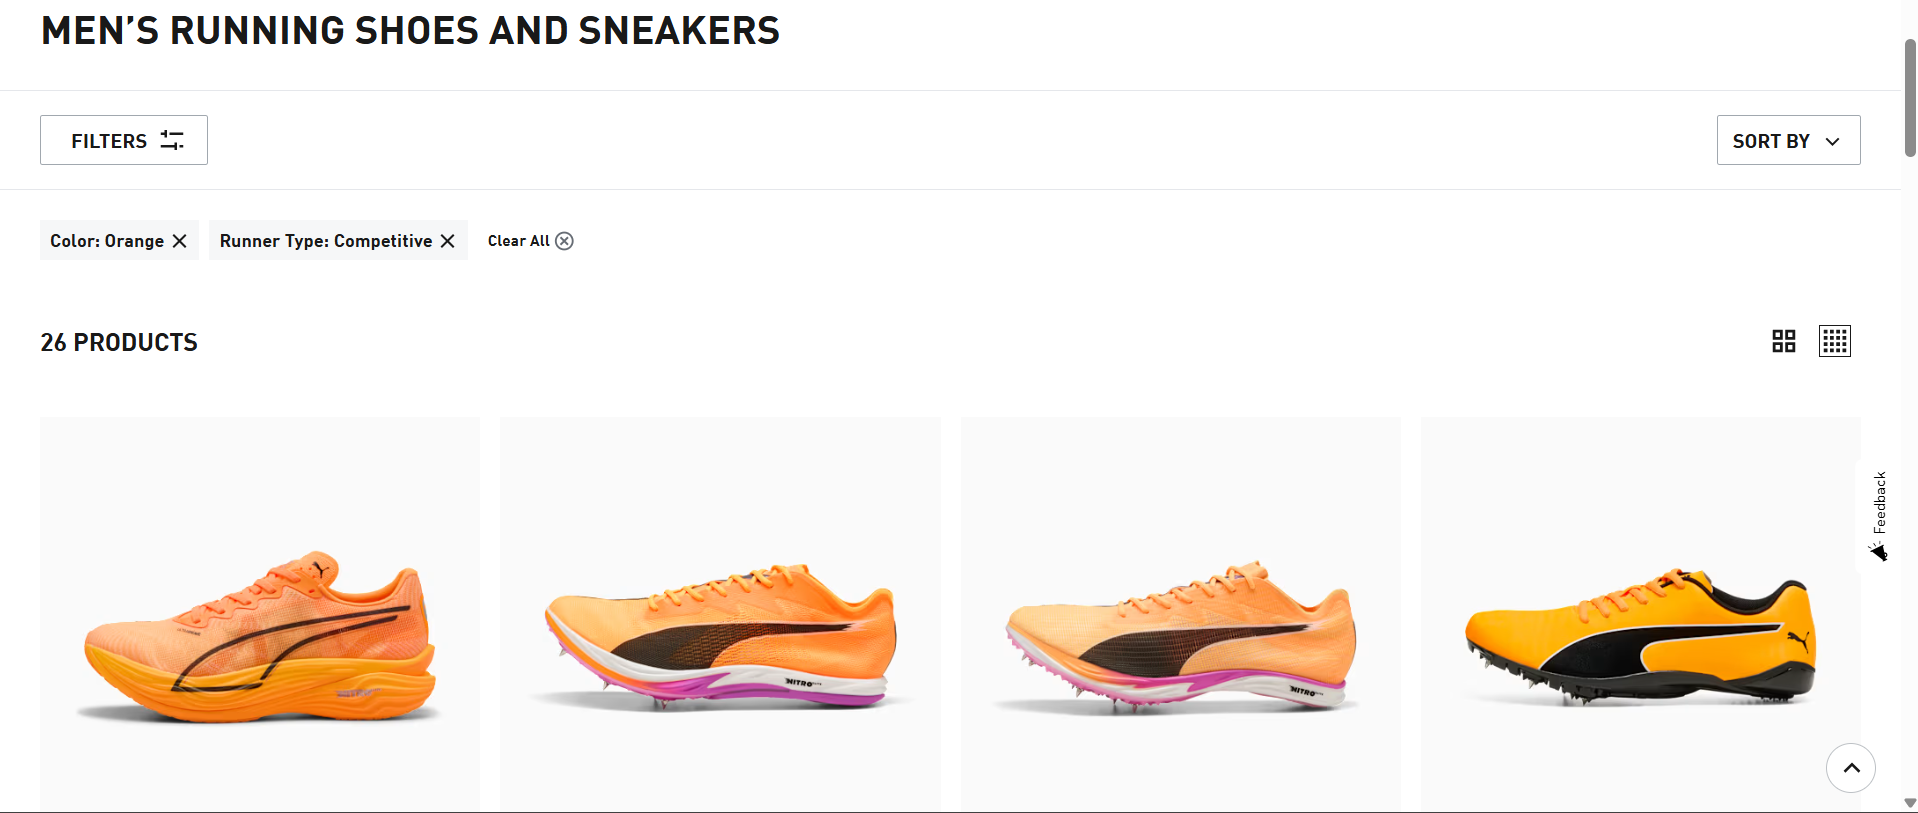 MEN’S RUNNING SHOES AND SNEAKERS
FILTERS
SORT BY
Color: Orange
Runner Type: Competitive
Clear All
26 PRODUCTS
Feedback
NITRO
NITRO
NITRO